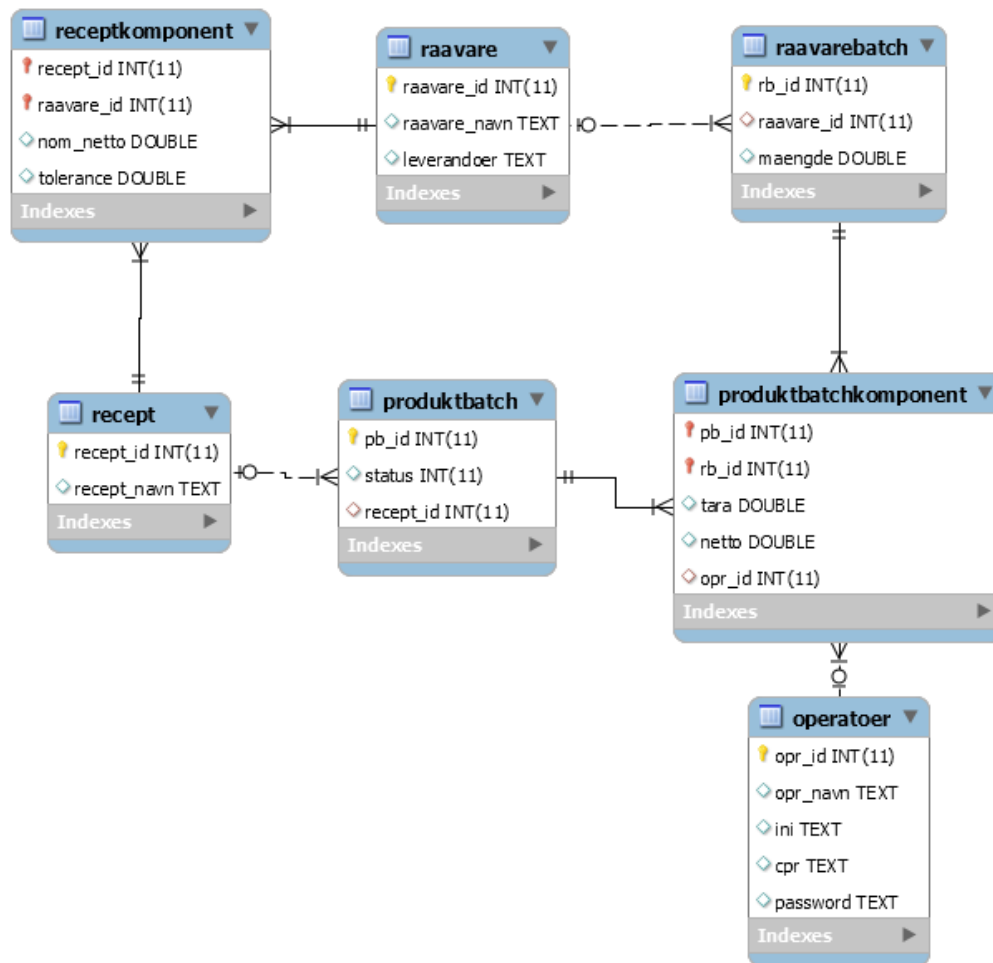 receptkomponent
recept_id INT(11)
raavare_id INT(11)
nom_netto DOUBLE
tolerance DOUBLE
Indexes
raavare
raavare_id INT(11)
raavare_navn TEXT
leverandoer TEXT
Indexes
raavarebatch
rb_id INT(11)
raavare_id INT(11)
maengde DOUBLE
Indexes
recept
recept_id INT(11)
recept_navn TEXT
Indexes
produktbatch
pb_id INT(11)
status INT(11)
recept_id INT(11)
Indexes
produktbatchkomponent
pb_id INT(11)
rb_id INT(11)
tara DOUBLE
netto DOUBLE
opr_id INT(11)
Indexes
operatoer
opr_id INT(11)
opr_navn TEXT
ini TEXT
cpr TEXT
password TEXT
Indexes